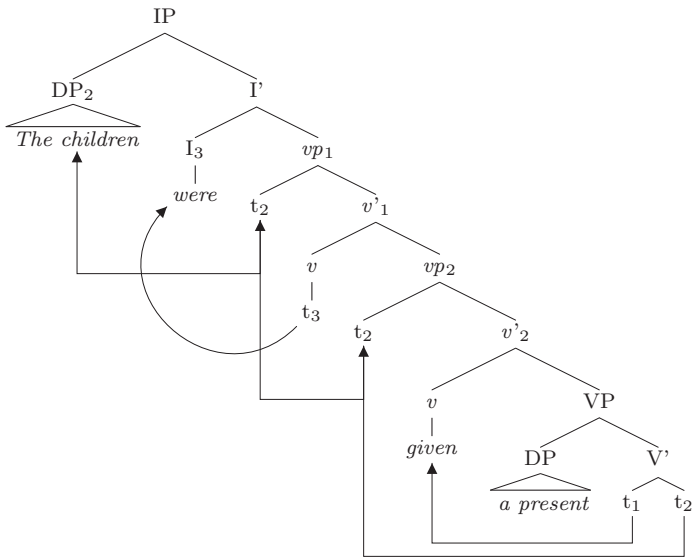 IP
DP₂ I'
The children I₃ vp₁
were t₂ v'₁
v vp₂
t₃ t₂ v'₂
v VP
given DP V'
a present t₁ t₂